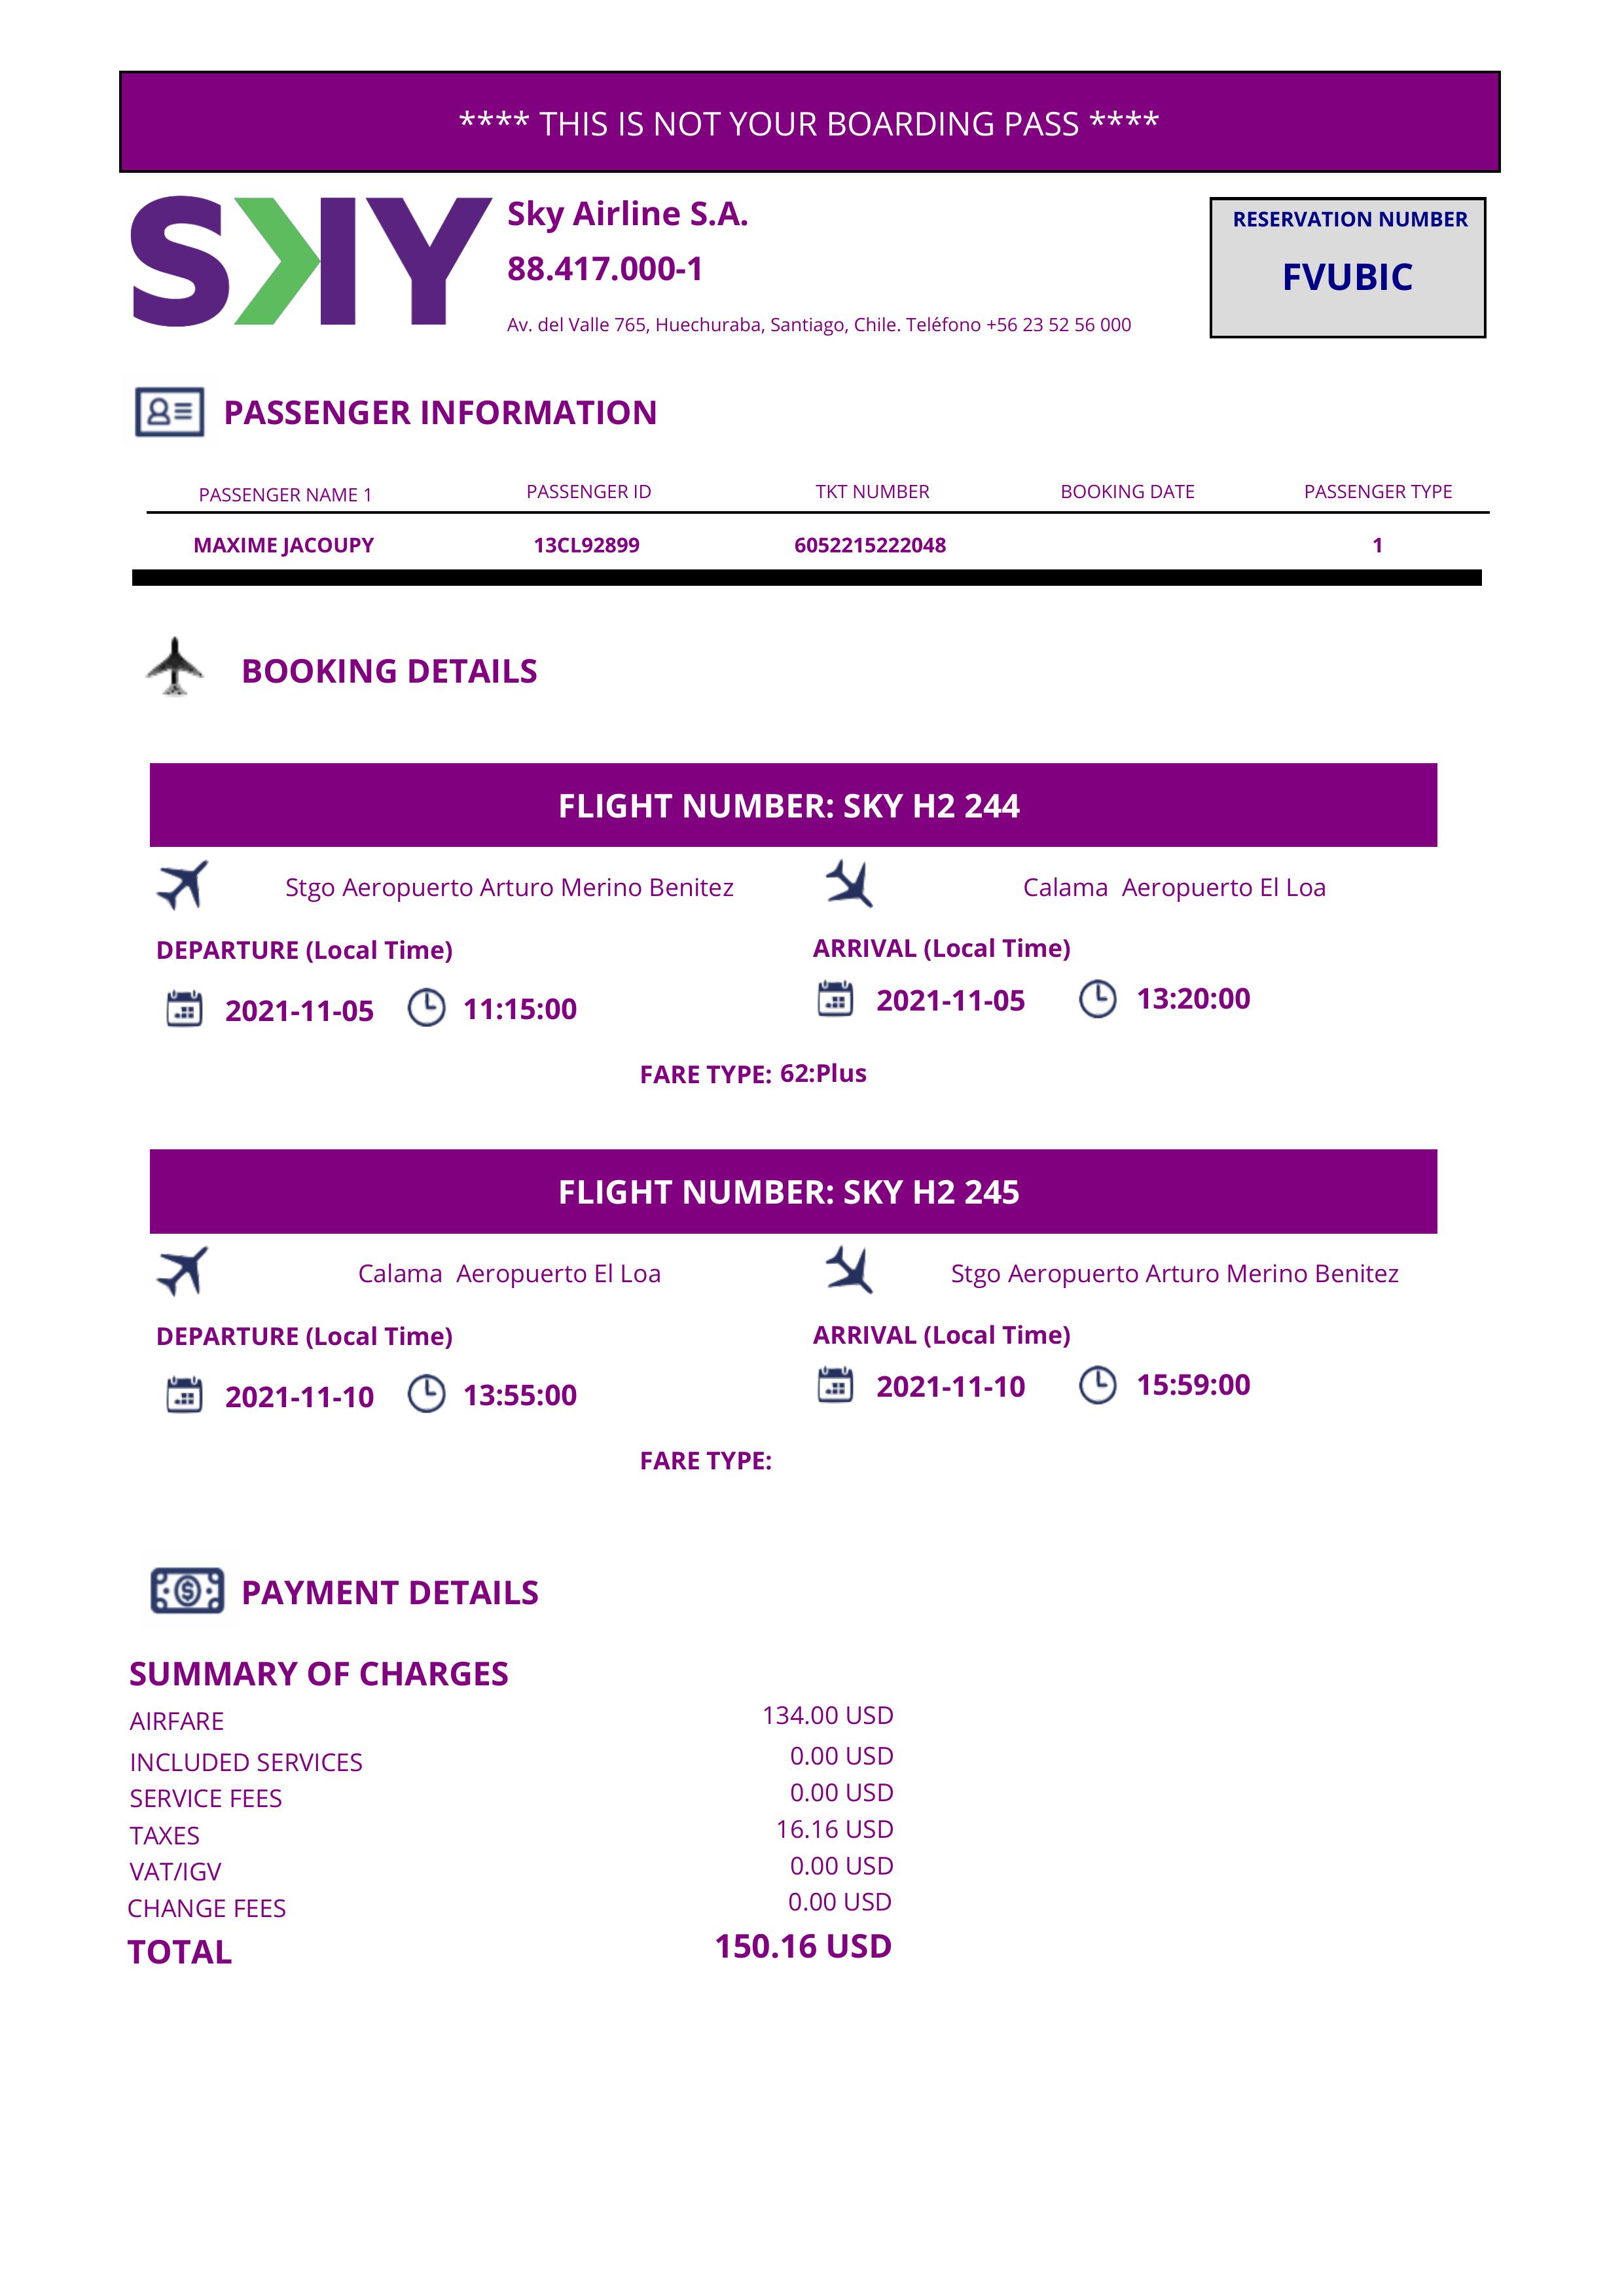 **** THIS IS NOT YOUR BOARDING PASS ****
SKY
Sky Airline S.A.
88.417.000-1
Av. del Valle 765, Huechuraba, Santiago, Chile. Teléfono +56 23 52 56 000
RESERVATION NUMBER
FVUBIC
PASSENGER INFORMATION
PASSENGER NAME 1 PASSENGER ID TKT NUMBER BOOKING DATE PASSENGER TYPE
MAXIME JACOUPY 13CL92899 6052215222048 1
BOOKING DETAILS
FLIGHT NUMBER: SKY H2 244
Stgo Aeropuerto Arturo Merino Benitez Calama Aeropuerto El Loa
DEPARTURE (Local Time) ARRIVAL (Local Time)
2021-11-05 11:15:00 2021-11-05 13:20:00
FARE TYPE: 62:Plus
FLIGHT NUMBER: SKY H2 245
Calama Aeropuerto El Loa Stgo Aeropuerto Arturo Merino Benitez
DEPARTURE (Local Time) ARRIVAL (Local Time)
2021-11-10 13:55:00 2021-11-10 15:59:00
FARE TYPE:
PAYMENT DETAILS
SUMMARY OF CHARGES
AIRFARE 134.00 USD
INCLUDED SERVICES 0.00 USD
SERVICE FEES 0.00 USD
TAXES 16.16 USD
VAT/IGV 0.00 USD
CHANGE FEES 0.00 USD
TOTAL 150.16 USD